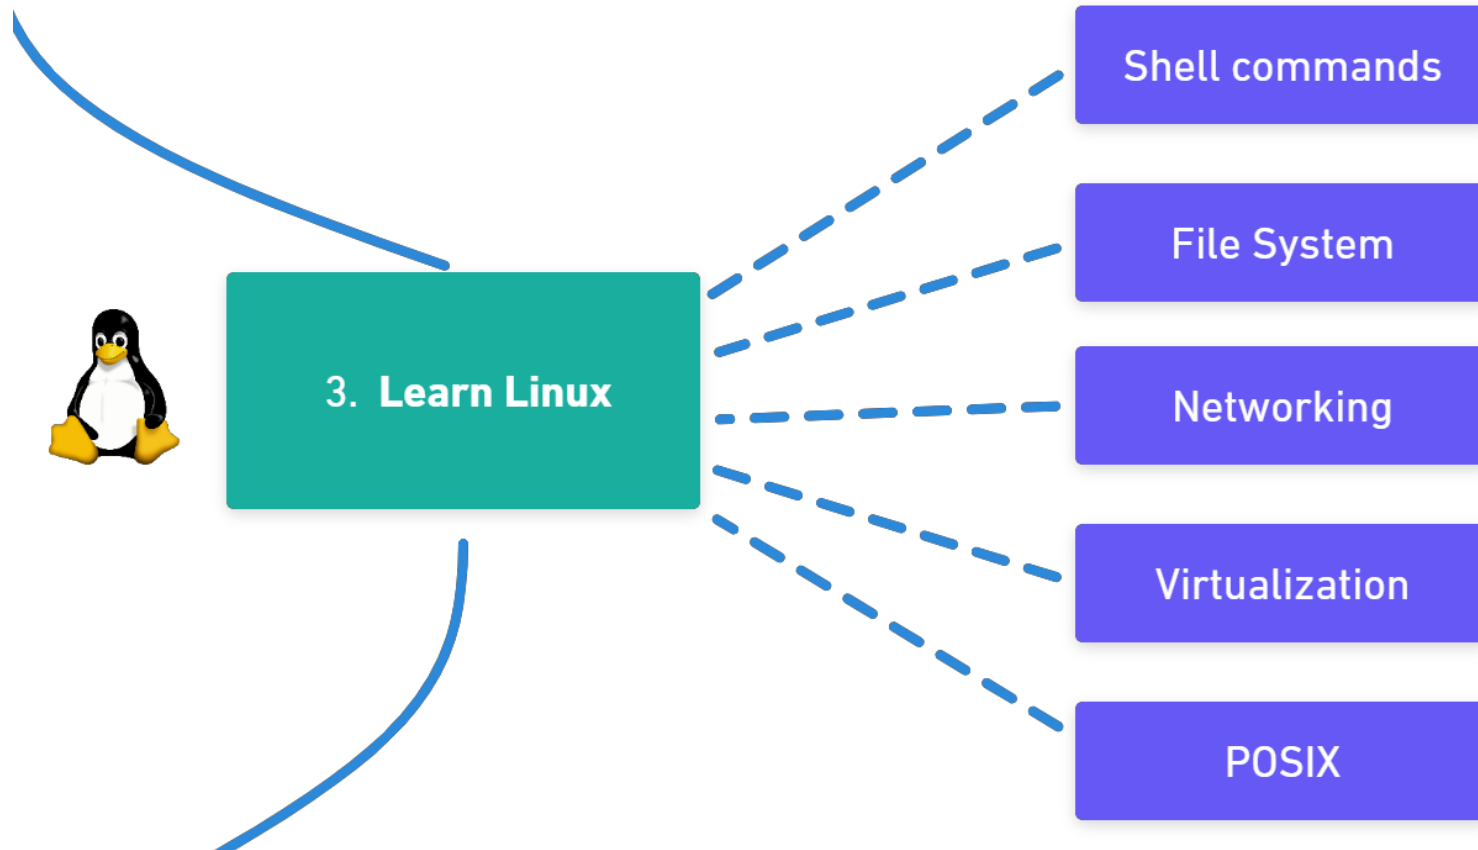 Shell commands
File System
3. Learn Linux
Networking
Virtualization
POSIX